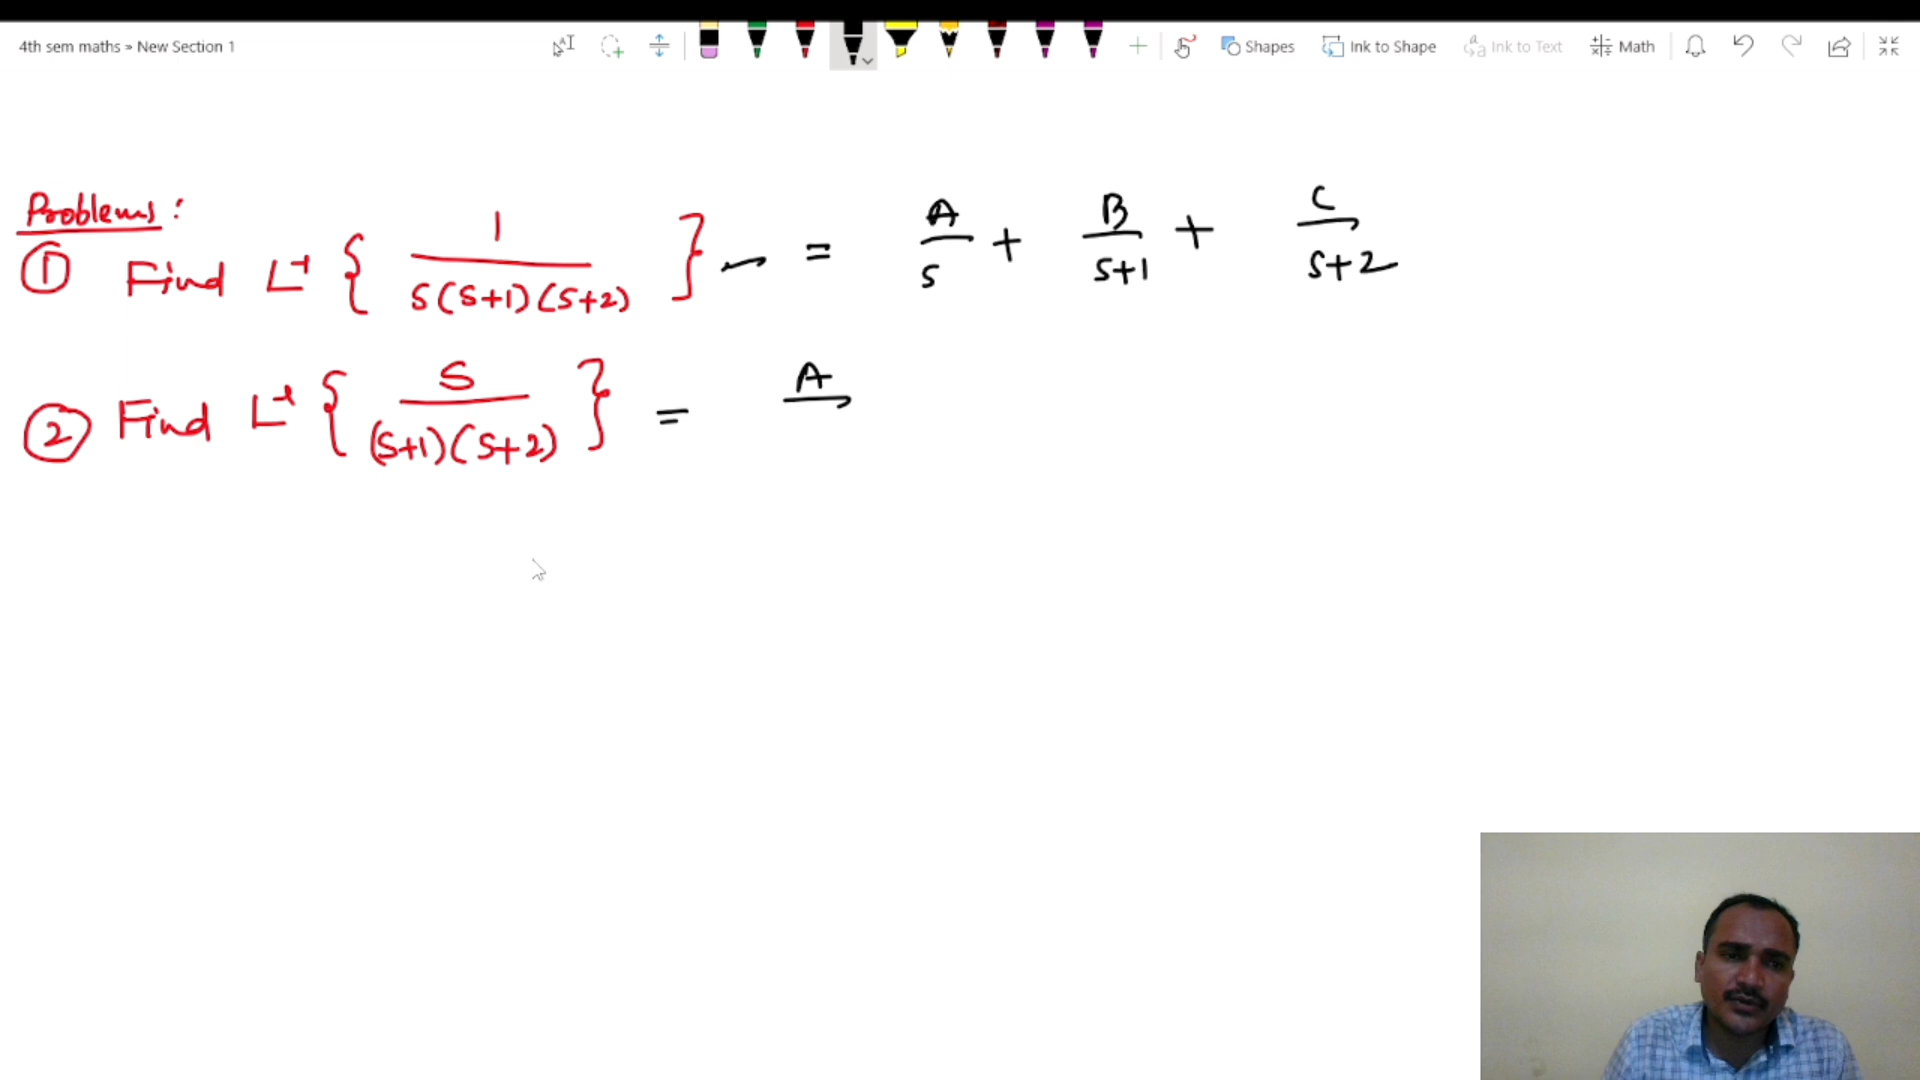 4th sem maths » New Section 1
Shapes Ink to Shape Ink to Text Math
Problems:
① Find L⁻¹ { 1 / s(s+1)(s+2) } = A/s + B/s+1 + C/s+2
② Find L⁻¹ { s / (s+1)(s+2) } = A